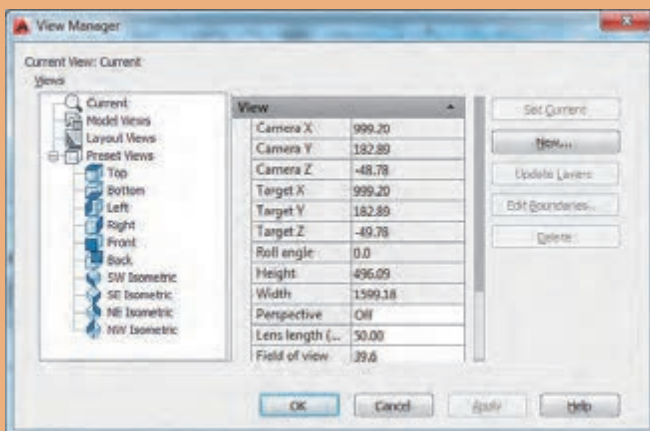 View Manager
Current View: Current
Views
Current
Model Views
Layout Views
Preset Views
Top
Bottom
Left
Right
Front
Back
SW Isometric
SE Isometric
NE Isometric
NW Isometric
View
Camera X 999.20
Camera Y 182.89
Camera Z -48.78
Target X 999.20
Target Y 182.89
Target Z -49.78
Roll angle 0.0
Height 496.09
Width 1599.18
Perspective Off
Lens length (... 50.00
Field of view 39.6
Set Current
New...
Update Layers
Edit Boundaries...
Delete
OK
Cancel
Apply
Help